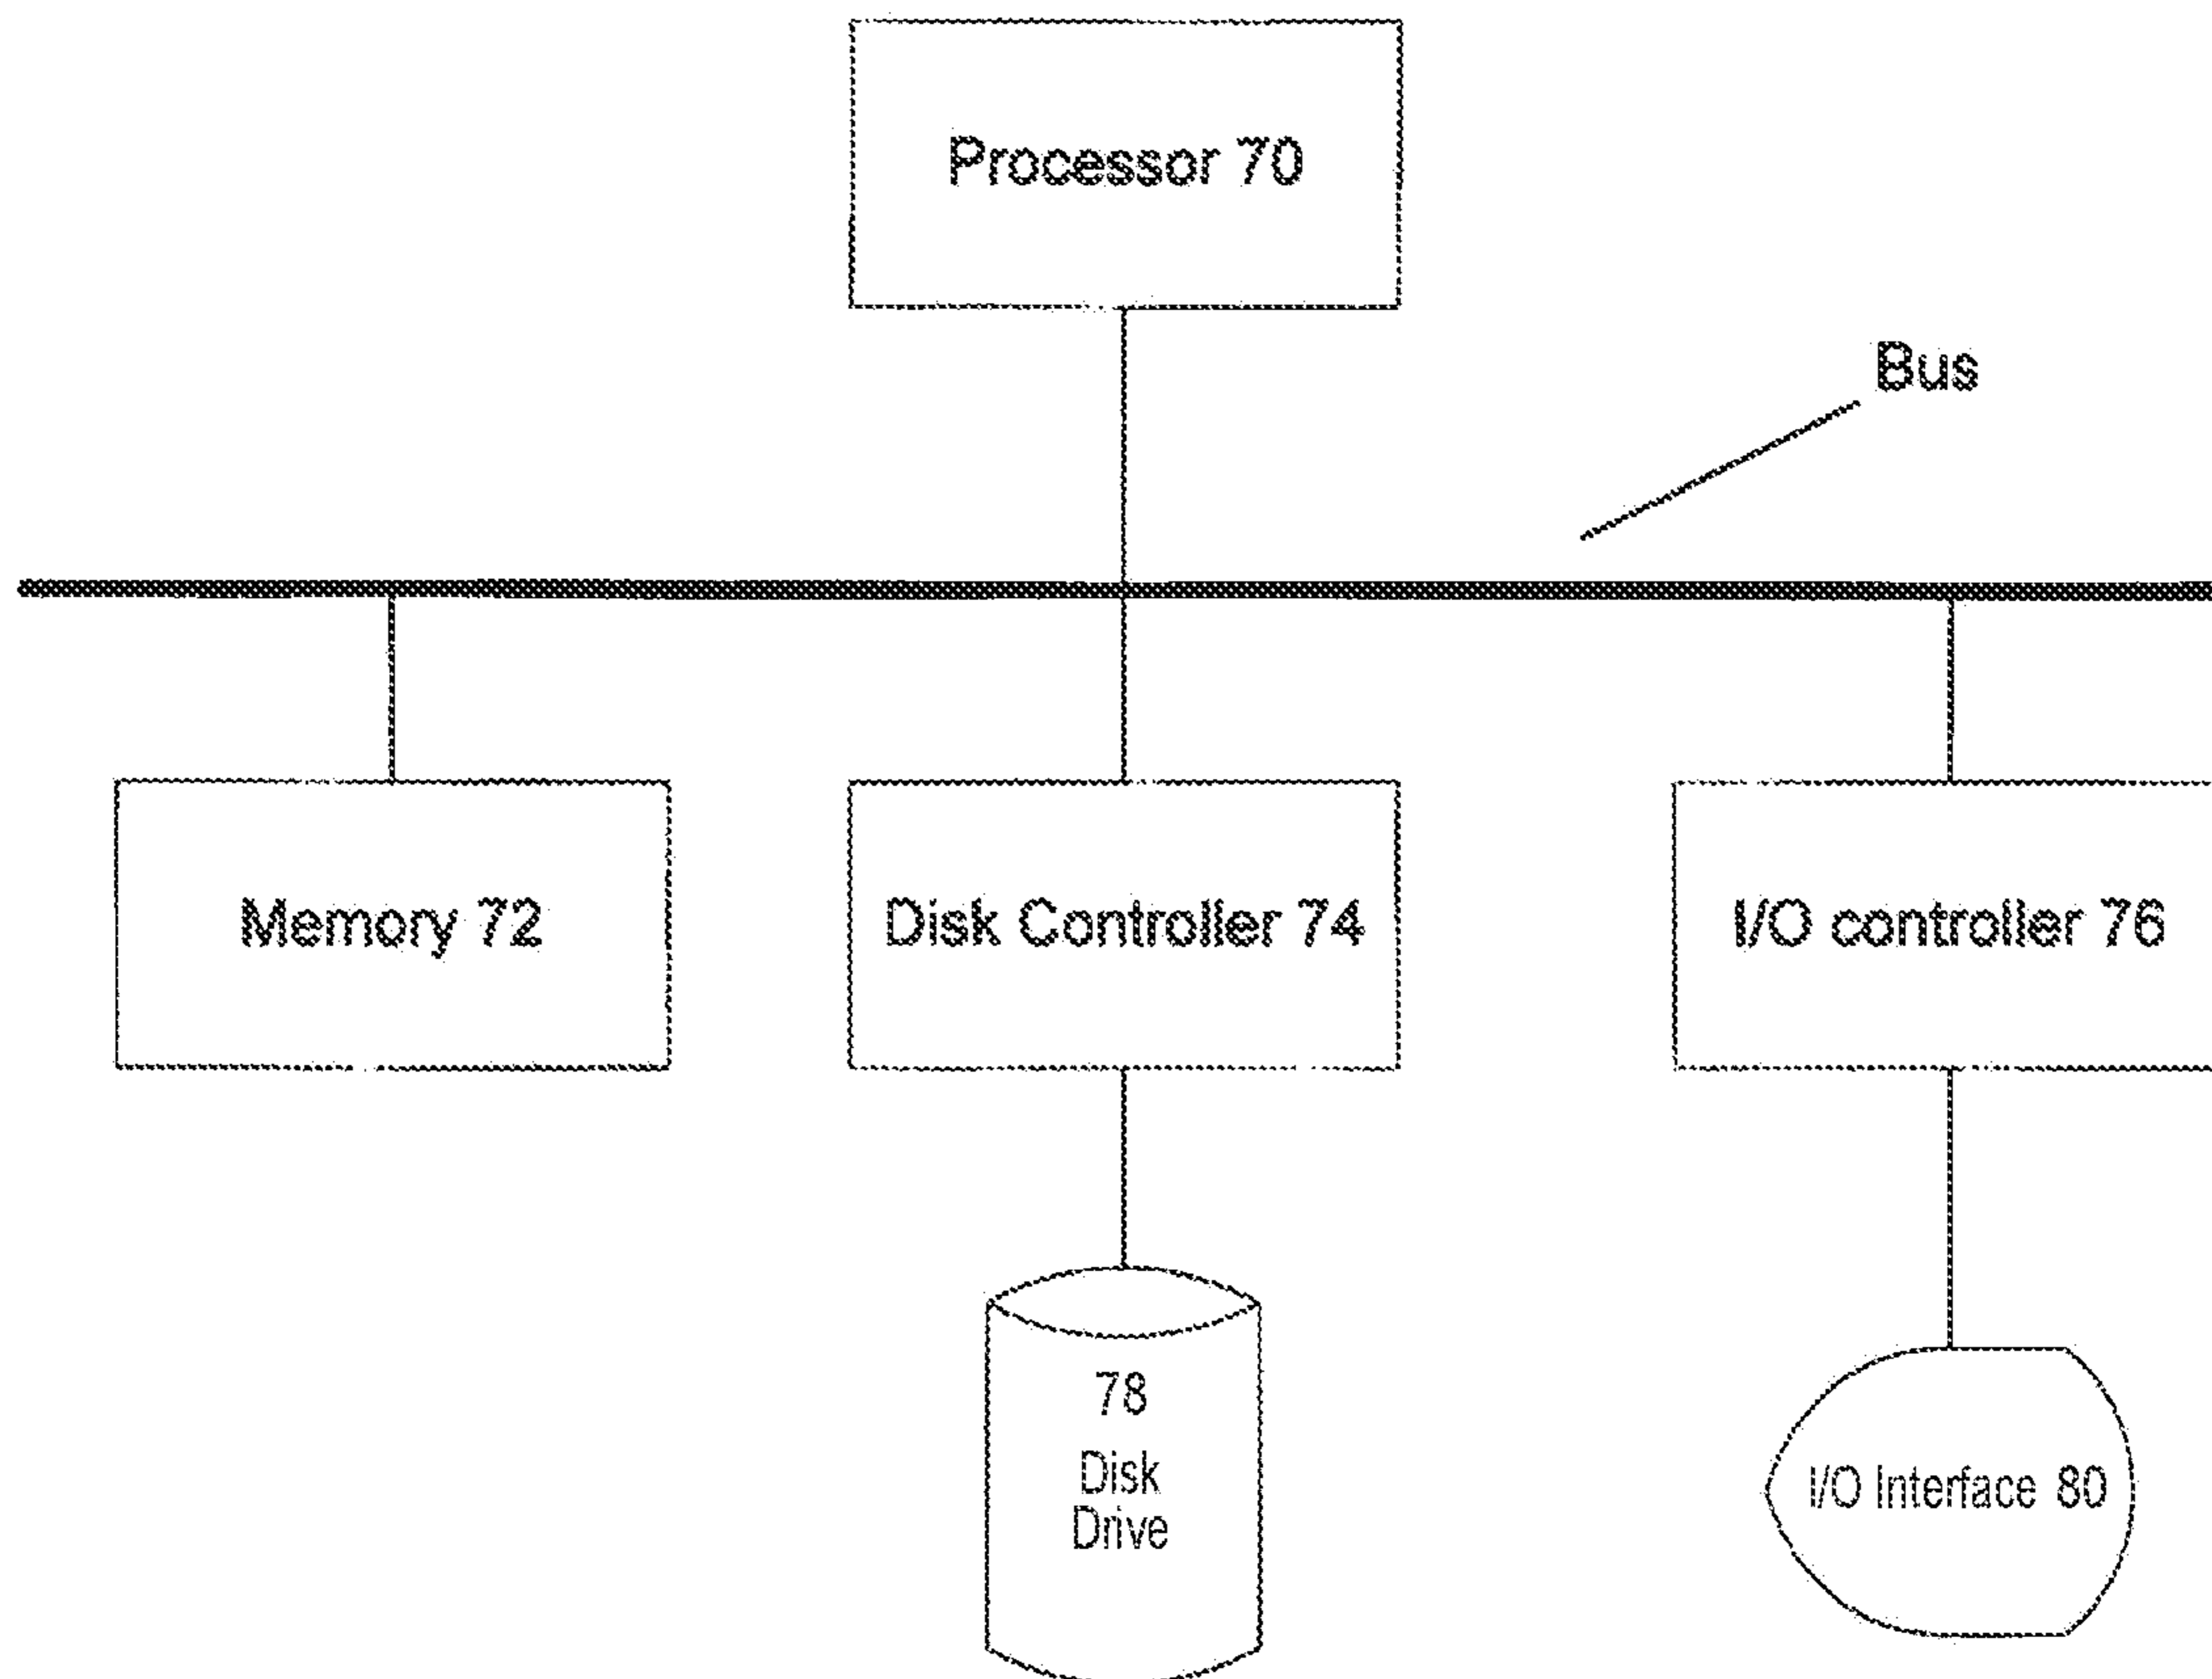 Processor 70
Bus
Memory 72
Disk Controller 74
I/O controller 76
78
Disk
Drive
I/O Interface 80